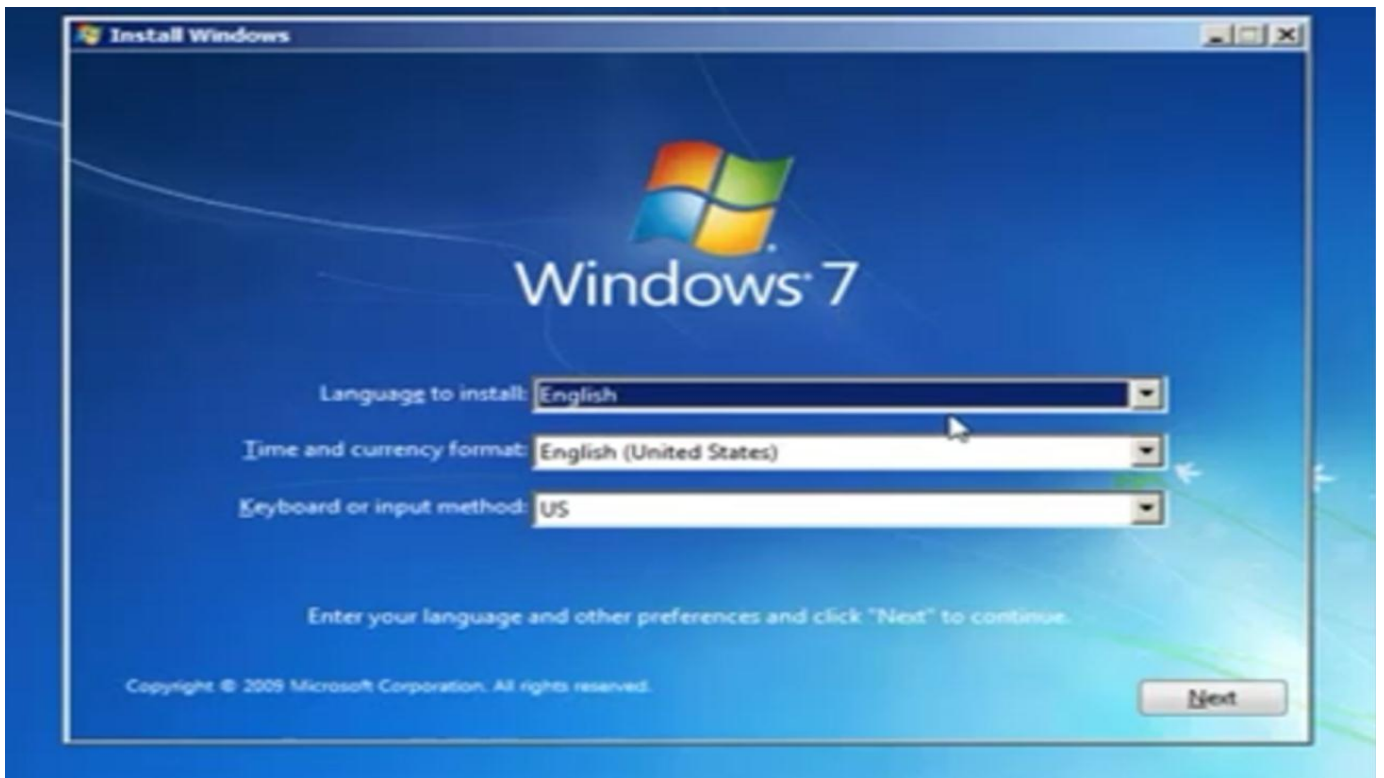 Install Windows
Windows® 7
Language to install: English
Time and currency format: English (United States)
Keyboard or input method: US
Enter your language and other preferences and click "Next" to continue.
Copyright © 2009 Microsoft Corporation. All rights reserved.
Next